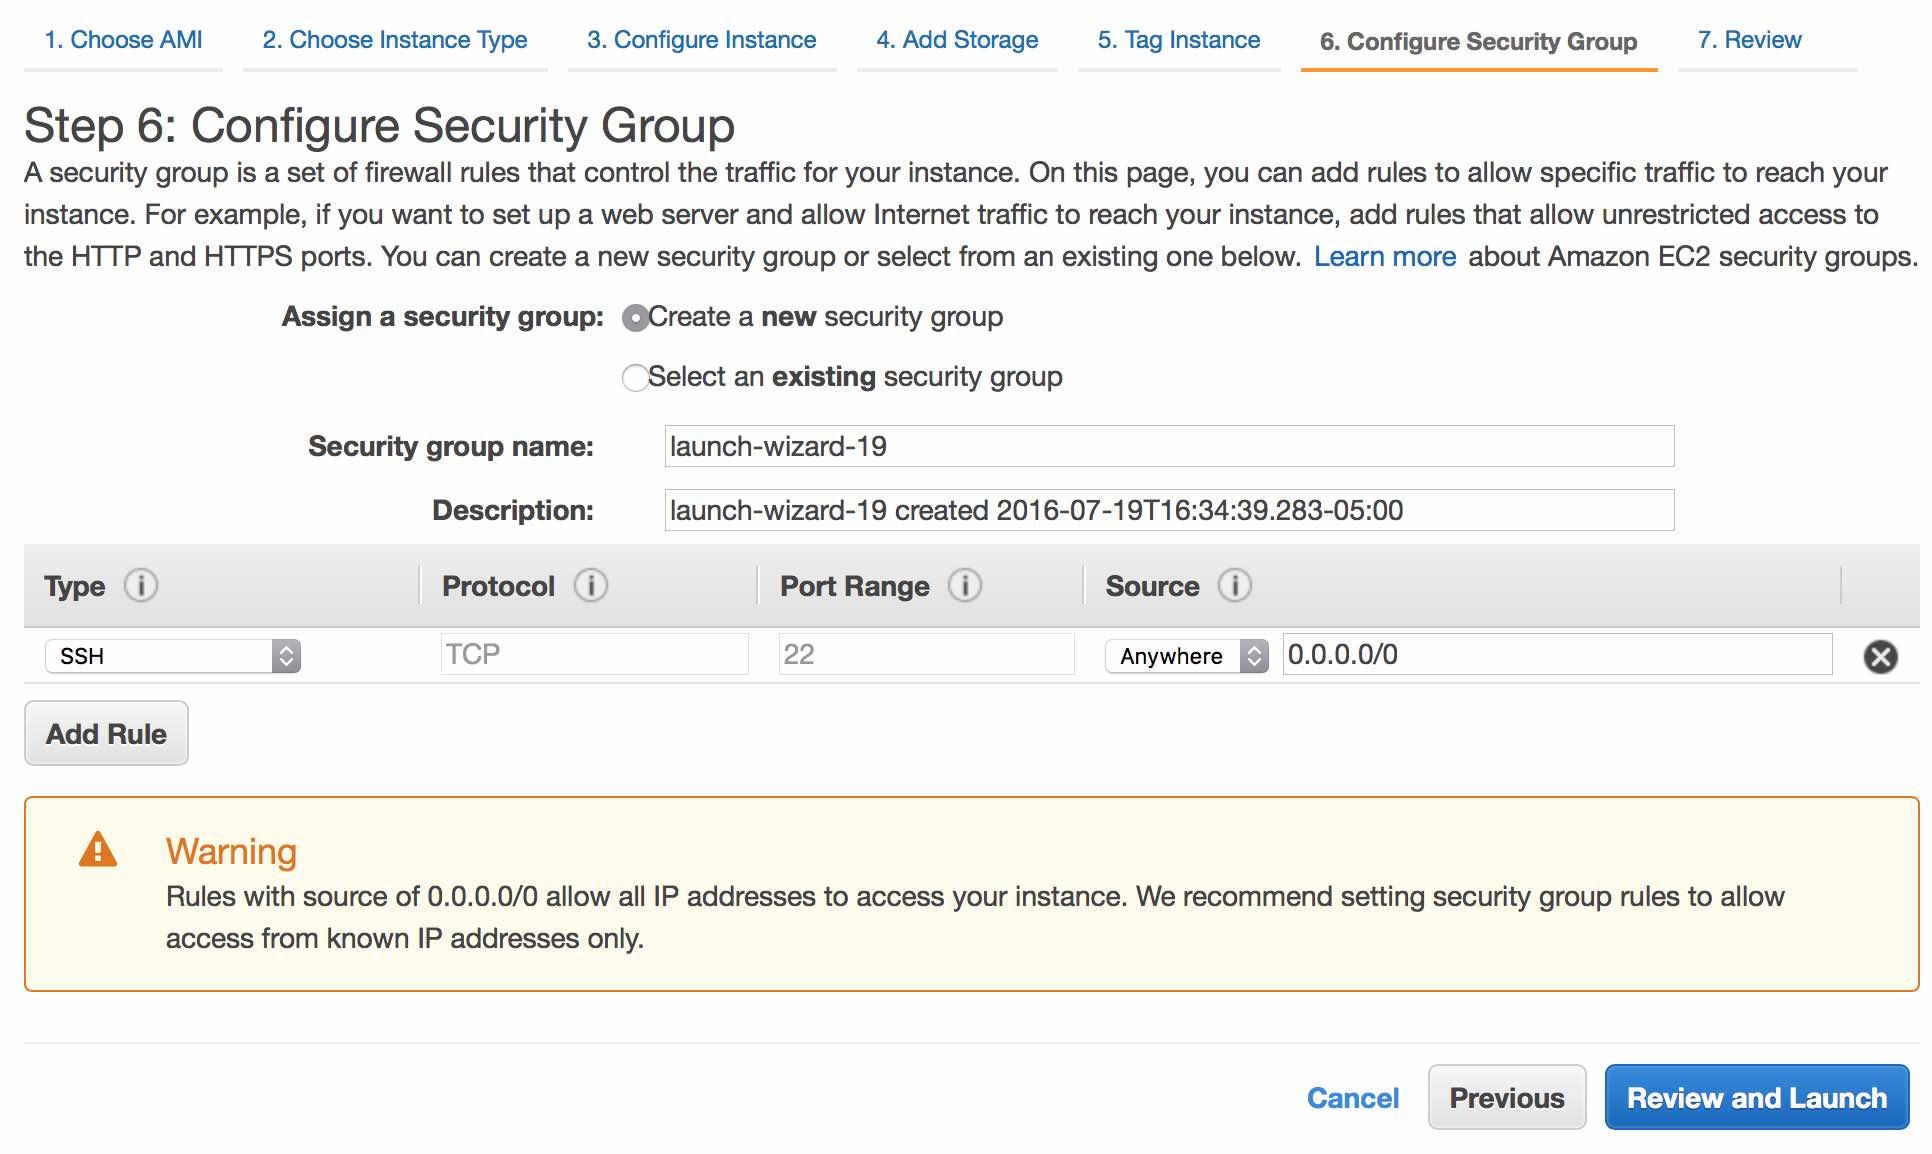 1. Choose AMI 2. Choose Instance Type 3. Configure Instance 4. Add Storage 5. Tag Instance 6. Configure Security Group 7. Review
Step 6: Configure Security Group
A security group is a set of firewall rules that control the traffic for your instance. On this page, you can add rules to allow specific traffic to reach your
instance. For example, if you want to set up a web server and allow Internet traffic to reach your instance, add rules that allow unrestricted access to
the HTTP and HTTPS ports. You can create a new security group or select from an existing one below. Learn more about Amazon EC2 security groups.
Assign a security group: Create a new security group
Select an existing security group
Security group name: launch-wizard-19
Description: launch-wizard-19 created 2016-07-19T16:34:39.283-05:00
Type Protocol Port Range Source
SSH TCP 22 Anywhere 0.0.0.0/0
Add Rule
Warning
Rules with source of 0.0.0.0/0 allow all IP addresses to access your instance. We recommend setting security group rules to allow
access from known IP addresses only.
Cancel Previous Review and Launch